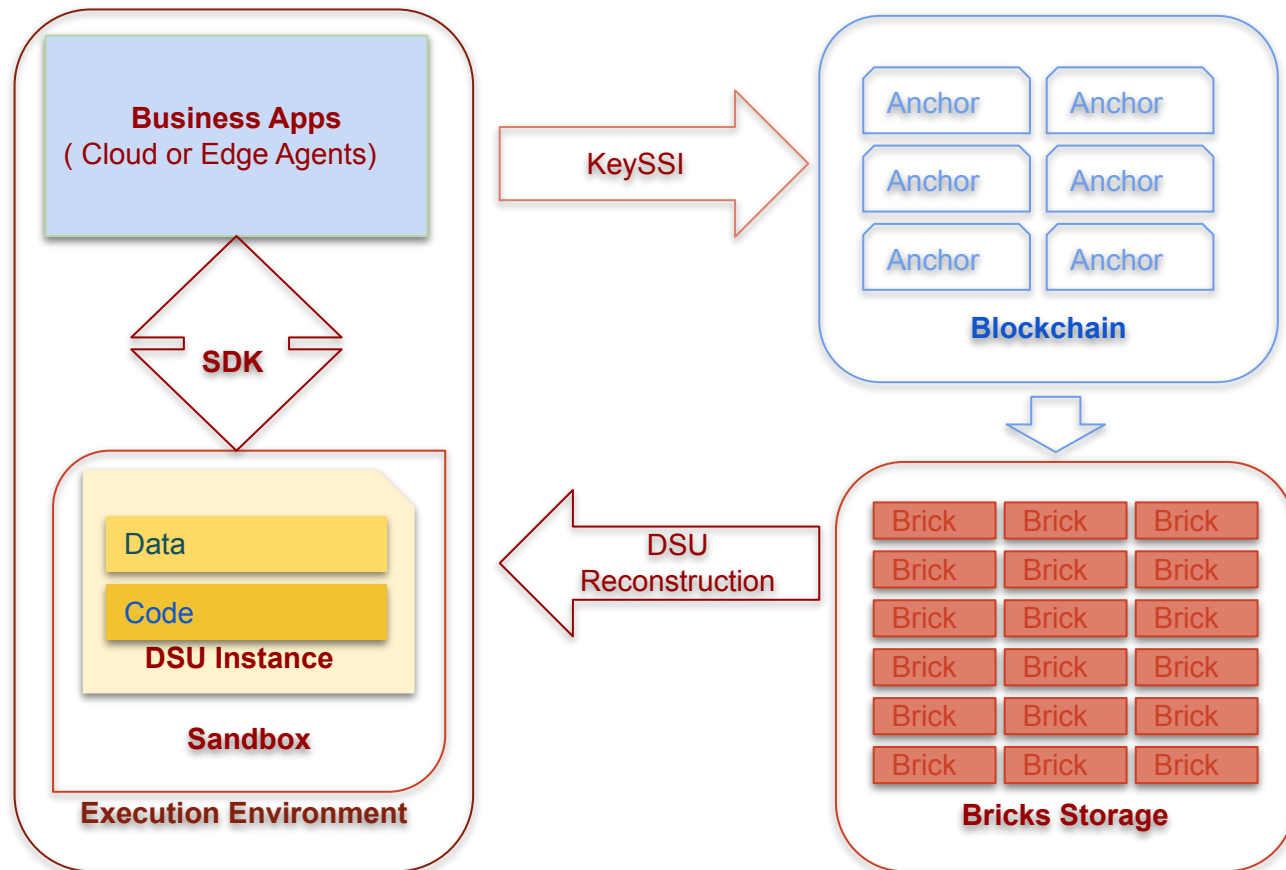 Business Apps
( Cloud or Edge Agents)
SDK
Data
Code
DSU Instance
Sandbox
Execution Environment
KeySSI
DSU
Reconstruction
Anchor Anchor
Anchor Anchor
Anchor Anchor
Blockchain
Brick Brick Brick
Brick Brick Brick
Brick Brick Brick
Brick Brick Brick
Brick Brick Brick
Brick Brick Brick
Bricks Storage